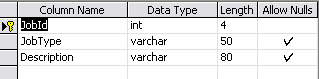 Column Name Data Type Length Allow Nulls
JobId int 4
JobType varchar 50
Description varchar 80